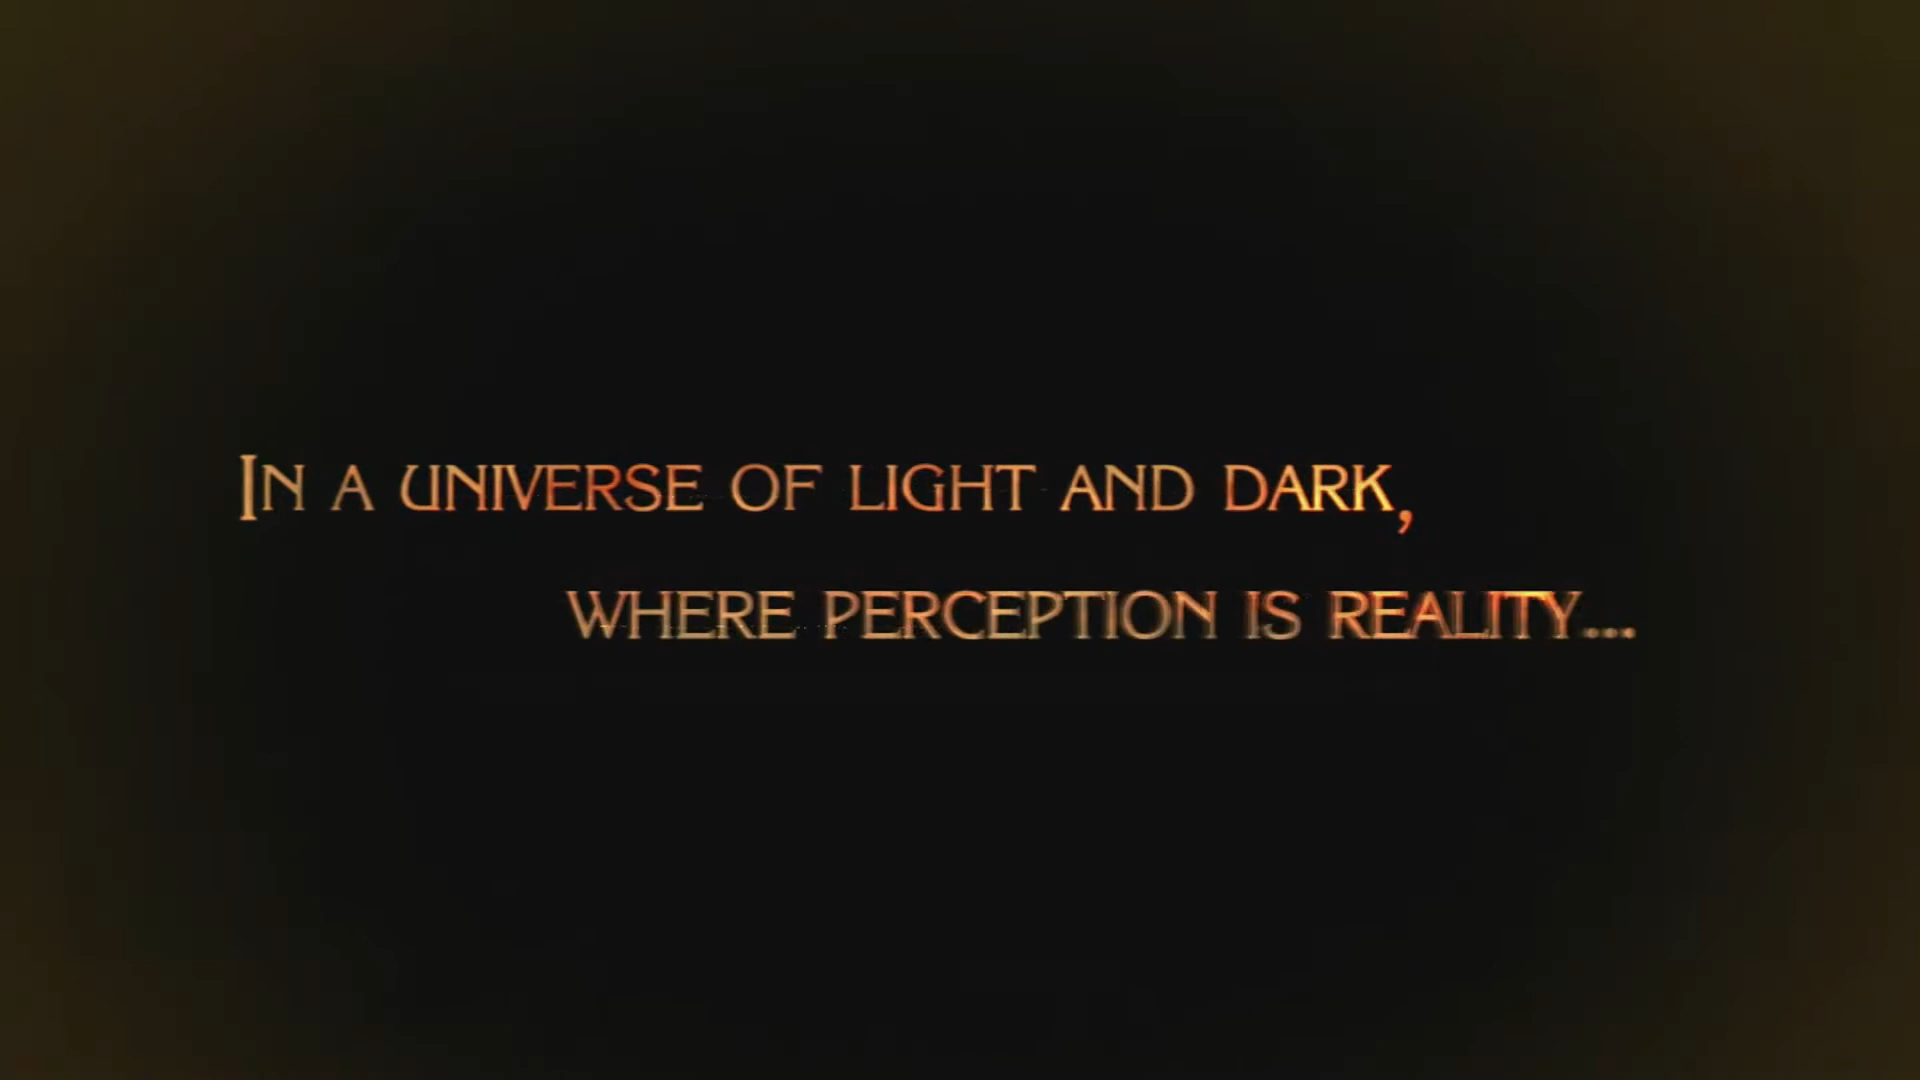 In a universe of light and dark,
where perception is reality...